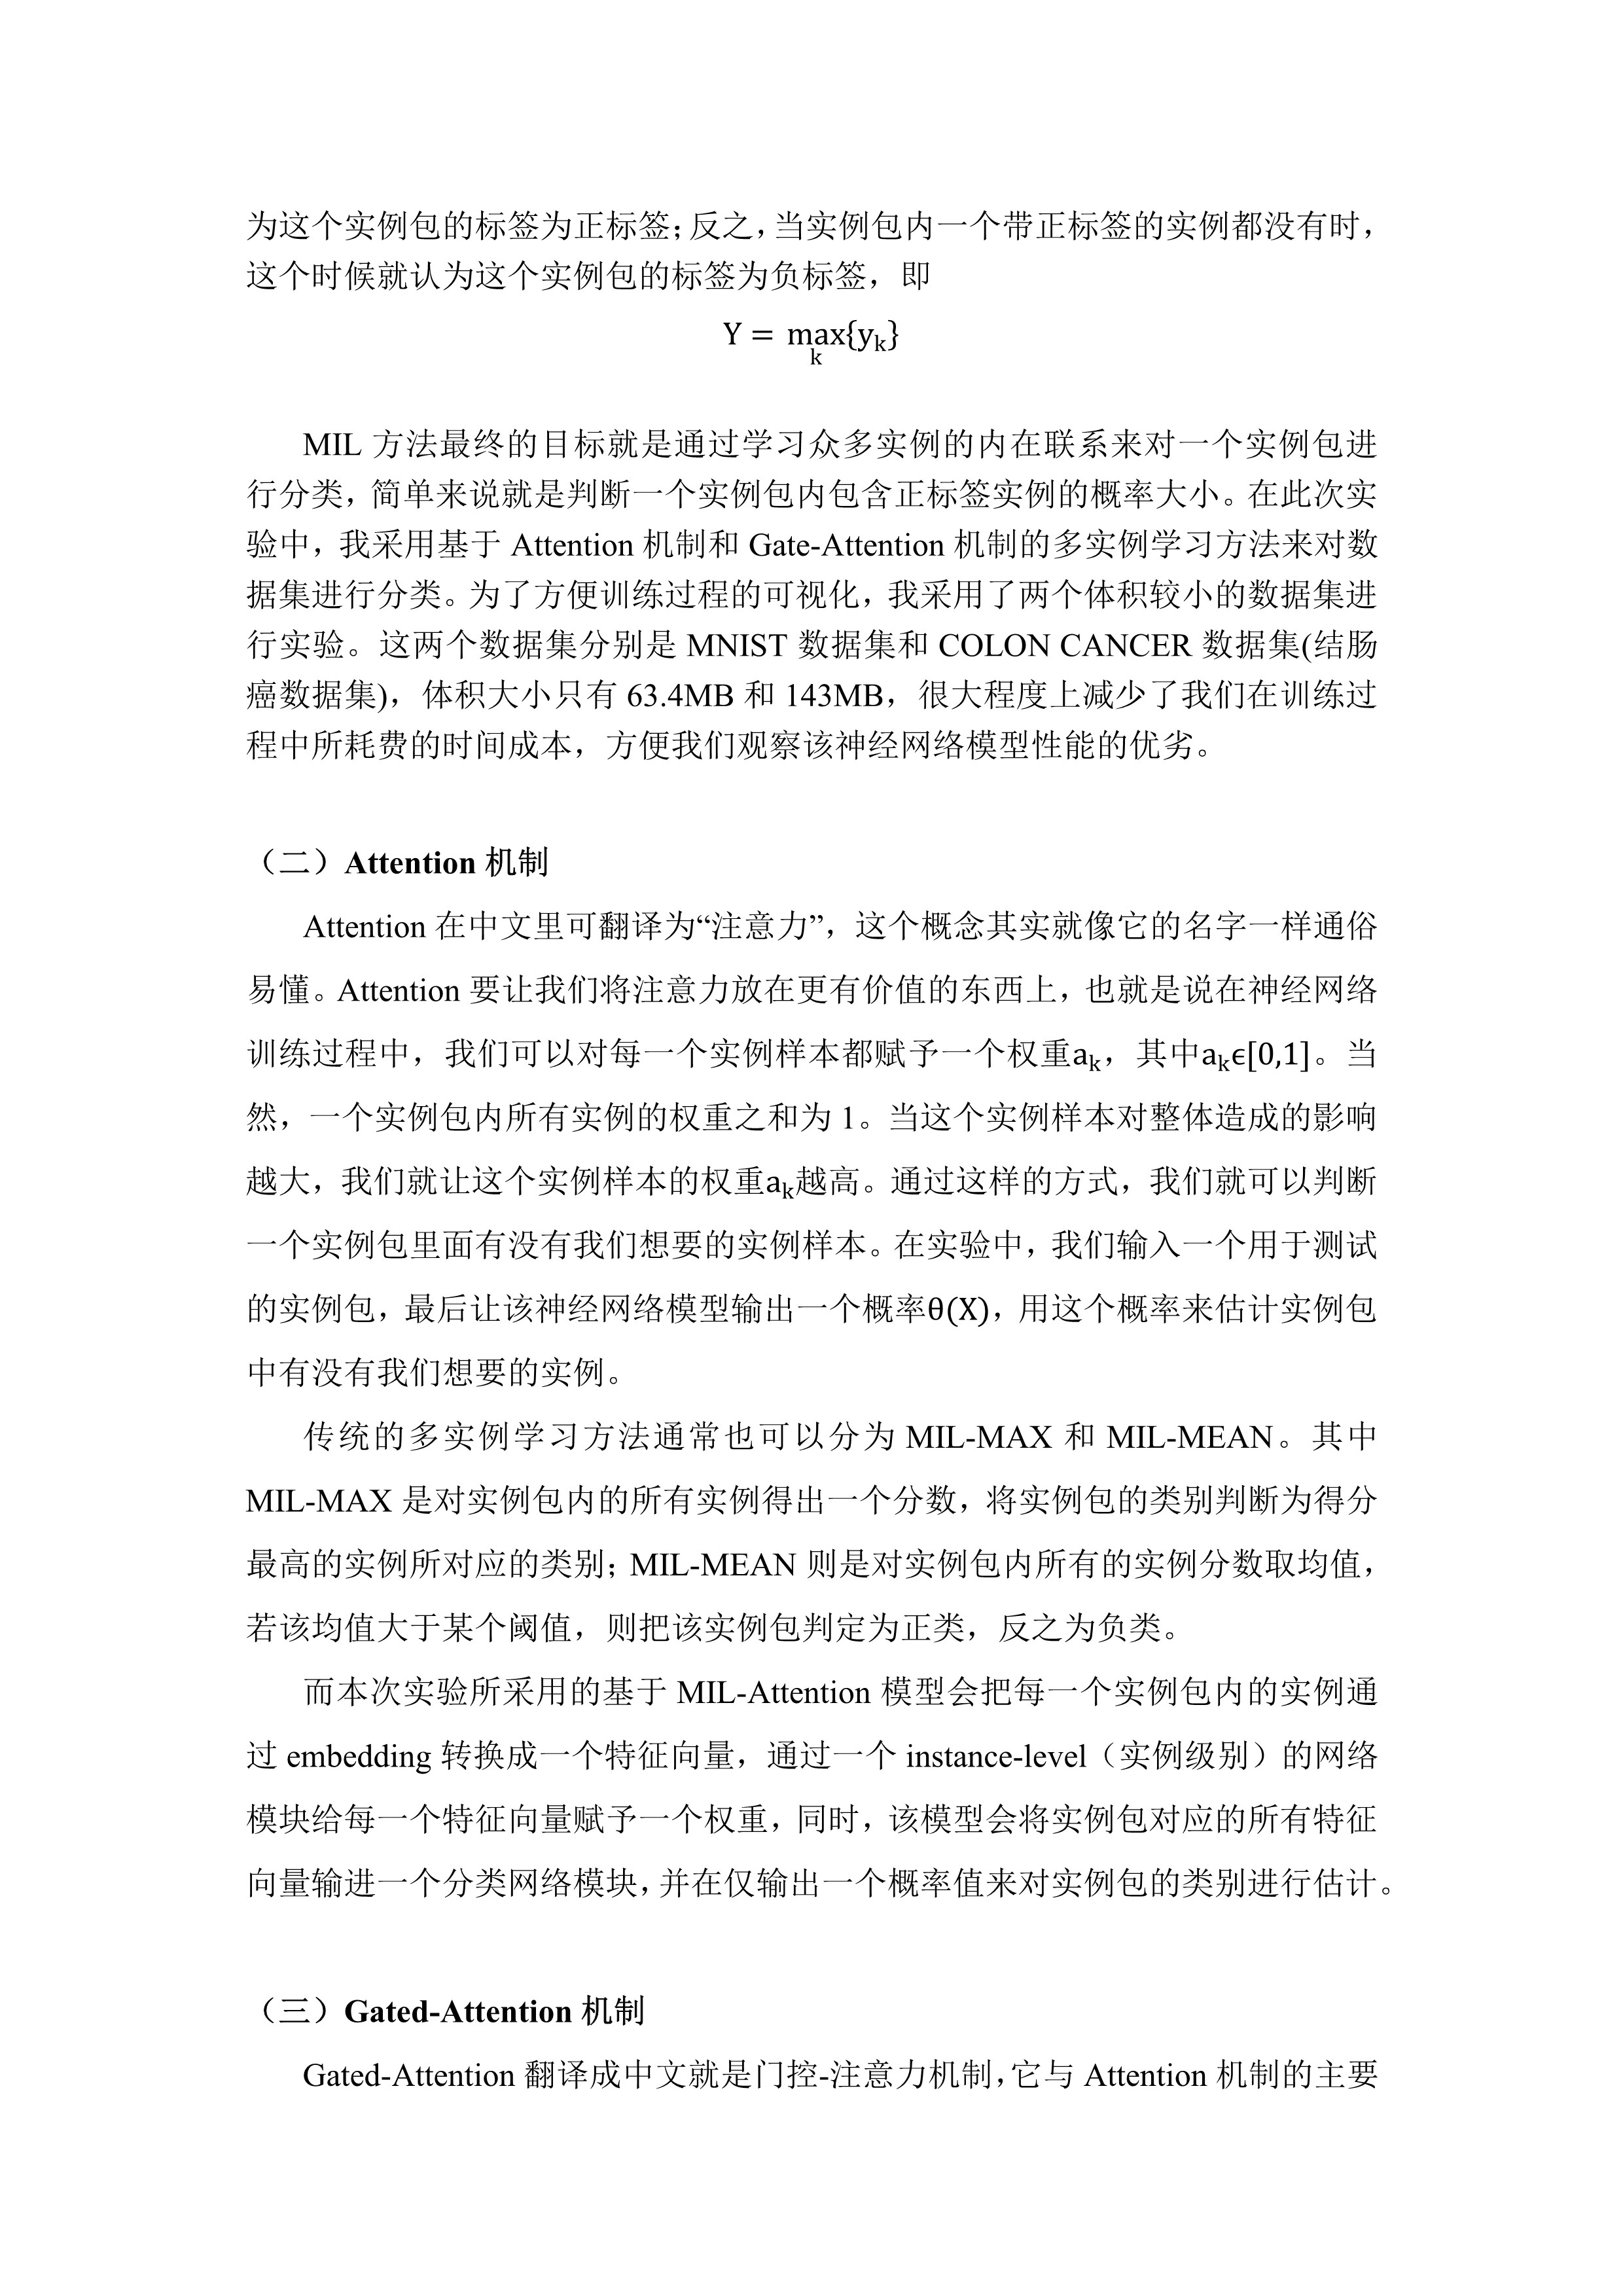 为这个实例包的标签为正标签；反之，当实例包内一个带正标签的实例都没有时，
这个时候就认为这个实例包的标签为负标签，即
Y = max{yk}
k
MIL 方法最终的目标就是通过学习众多实例的内在联系来对一个实例包进
行分类，简单来说就是判断一个实例包内包含正标签实例的概率大小。在此次实
验中，我采用基于 Attention 机制和 Gate-Attention 机制的多实例学习方法来对数
据集进行分类。为了方便训练过程的可视化，我采用了两个体积较小的数据集进
行实验。这两个数据集分别是 MNIST 数据集和 COLON CANCER 数据集(结肠
癌数据集)，体积大小只有 63.4MB 和 143MB，很大程度上减少了我们在训练过
程中所耗费的时间成本，方便我们观察该神经网络模型性能的优劣。
（二）Attention 机制
Attention 在中文里可翻译为“注意力”，这个概念其实就像它的名字一样通俗
易懂。Attention 要让我们将注意力放在更有价值的东西上，也就是说在神经网络
训练过程中，我们可以对每一个实例样本都赋予一个权重ak，其中akϵ[0,1]。当
然，一个实例包内所有实例的权重之和为 1。当这个实例样本对整体造成的影响
越大，我们就让这个实例样本的权重ak越高。通过这样的方式，我们就可以判断
一个实例包里面有没有我们想要的实例样本。在实验中，我们输入一个用于测试
的实例包，最后让该神经网络模型输出一个概率θ(X)，用这个概率来估计实例包
中有没有我们想要的实例。
传统的多实例学习方法通常也可以分为 MIL-MAX 和 MIL-MEAN。其中
MIL-MAX 是对实例包内的所有实例得出一个分数，将实例包的类别判断为得分
最高的实例所对应的类别；MIL-MEAN 则是对实例包内所有的实例分数取均值，
若该均值大于某个阈值，则把该实例包判定为正类，反之为负类。
而本次实验所采用的基于 MIL-Attention 模型会把每一个实例包内的实例通
过 embedding 转换成一个特征向量，通过一个 instance-level（实例级别）的网络
模块给每一个特征向量赋予一个权重，同时，该模型会将实例包对应的所有特征
向量输进一个分类网络模块，并在仅输出一个概率值来对实例包的类别进行估计。
（三）Gated-Attention 机制
Gated-Attention 翻译成中文就是门控-注意力机制，它与 Attention 机制的主要